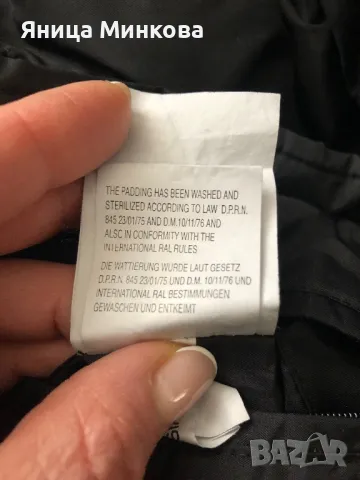 Яница Минкова
THE PADDING HAS BEEN WASHED AND
STERILIZED ACCORDING TO LAW D.P.R.N.
845 23/01/75 AND D.M. 10/11/76 AND
ALSO IN CONFORMITY WITH THE
INTERNATIONAL RAL RULES
DIE WATTIERUNG WURDE LAUT GESETZ
D.P.R.N. 845 23/01/75 UND D.M. 10/11/76 UND
INTERNATIONAL RAL BESTIMMUNGEN
GEWASCHEN UND ENTKEIMT
BAZAR